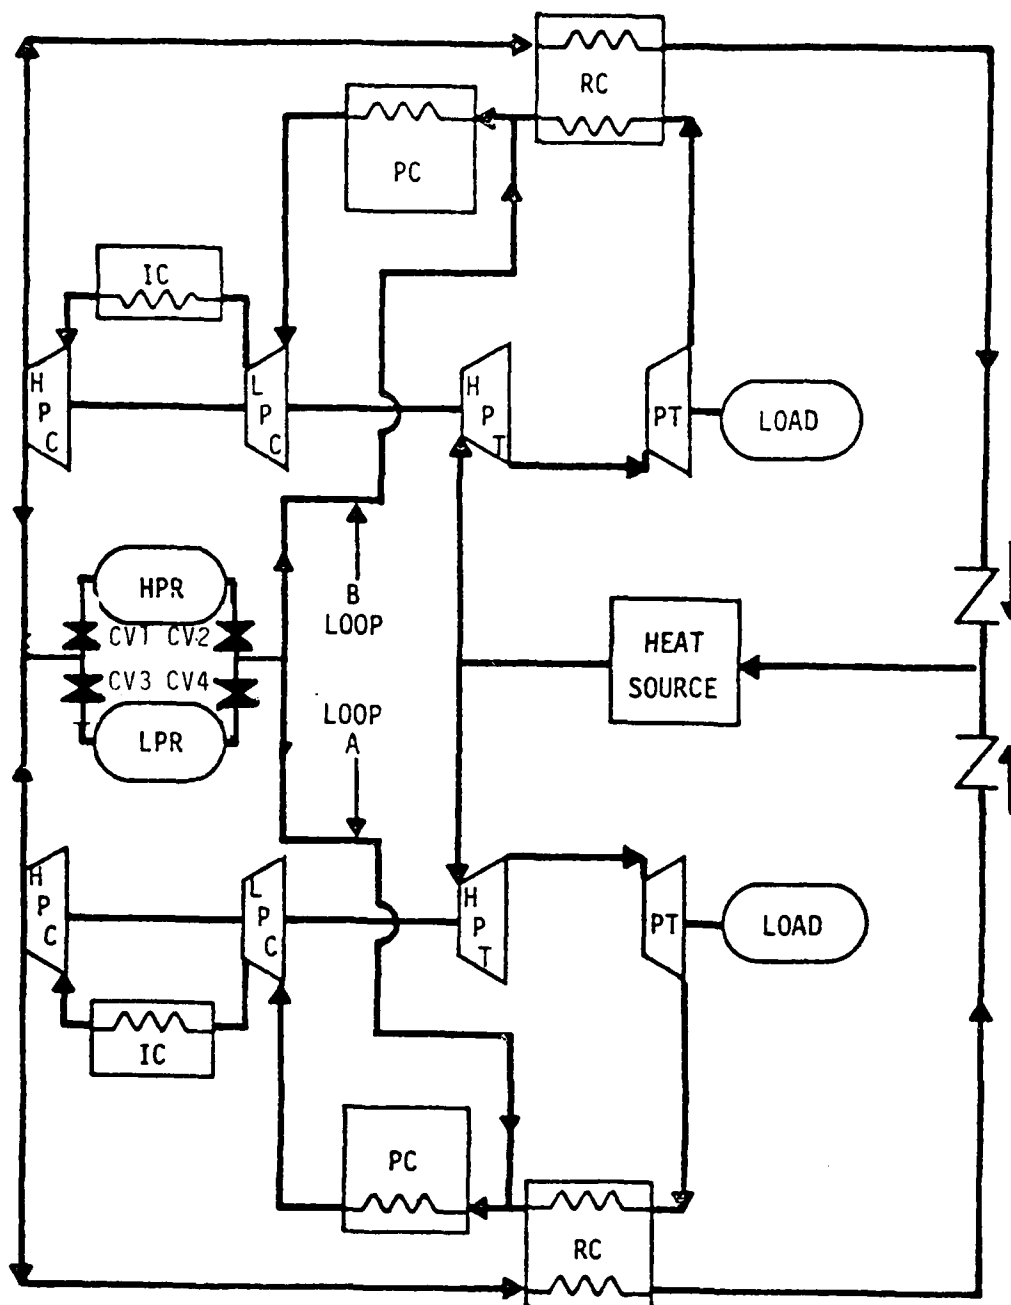 RC
PC
IC
H P C
L P C
H P T
PT
LOAD
HPR
CV1 CV2
B
LOOP
HEAT
SOURCE
CV3 CV4
LOOP
A
LPR
H P C
L P C
H P T
PT
LOAD
IC
PC
RC